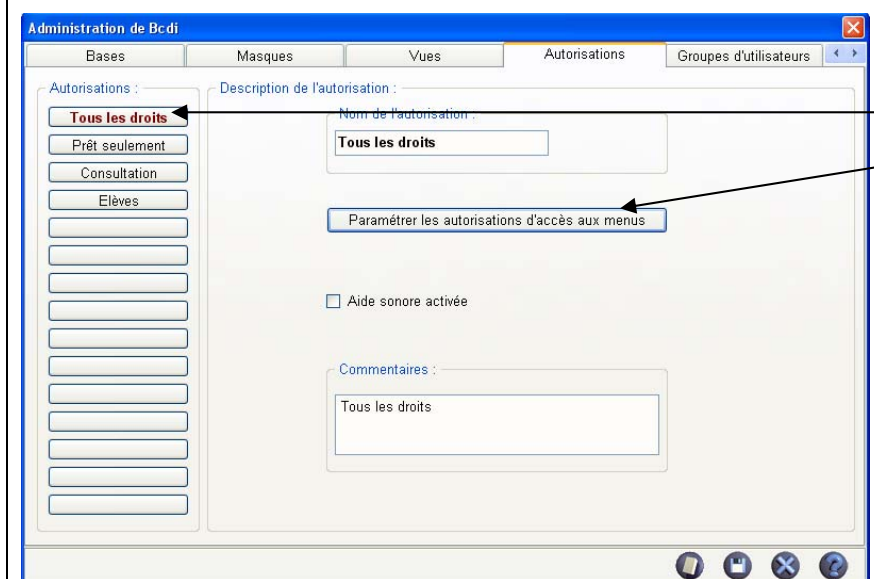 Administration de Bcdi
Bases
Masques
Vues
Autorisations
Groupes d'utilisateurs
Autorisations :
Tous les droits
Prêt seulement
Consultation
Elèves
Description de l'autorisation :
Nom de l'autorisation :
Tous les droits
Paramétrer les autorisations d'accès aux menus
Aide sonore activée
Commentaires :
Tous les droits